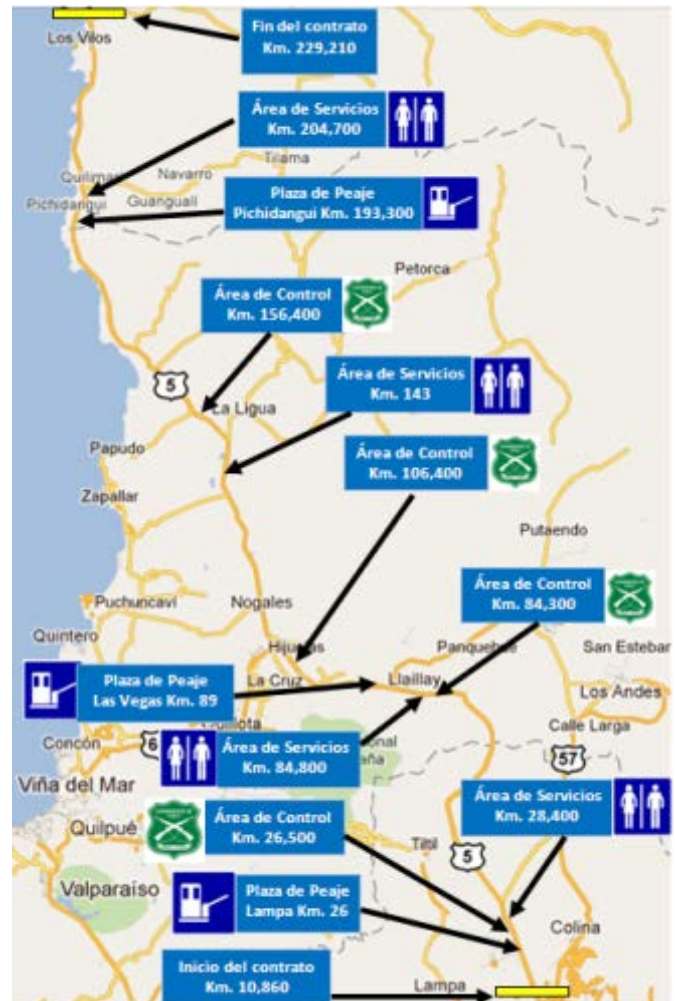 Los Vilos
Fin del contrato
Km. 229,210
Área de Servicios
Km. 204,700
Tilama
Quilimarí
Navarro
Pichidangui
Guanguali
Plaza de Peaje
Pichidangui Km. 193,300
Petorca
Área de Control
Km. 156,400
5
Área de Servicios
Km. 143
La Ligua
Papudo
Área de Control
Km. 106,400
Zapallar
Putaendo
Puchuncaví
Nogales
Área de Control
Km. 84,300
Quintero
Hijuelas
Panquehue
San Esteban
Plaza de Peaje
Las Vegas Km. 89
La Cruz
Llaillay
Los Andes
Quillota
Calle Larga
Concón
6
Área de Servicios
Km. 84,800
57
Viña del Mar
Área de Servicios
Km. 28,400
Quilpué
Área de Control
Km. 26,500
Tiltil
5
Valparaíso
Plaza de Peaje
Lampa Km. 26
Colina
Inicio del contrato
Km. 10,860
Lampa